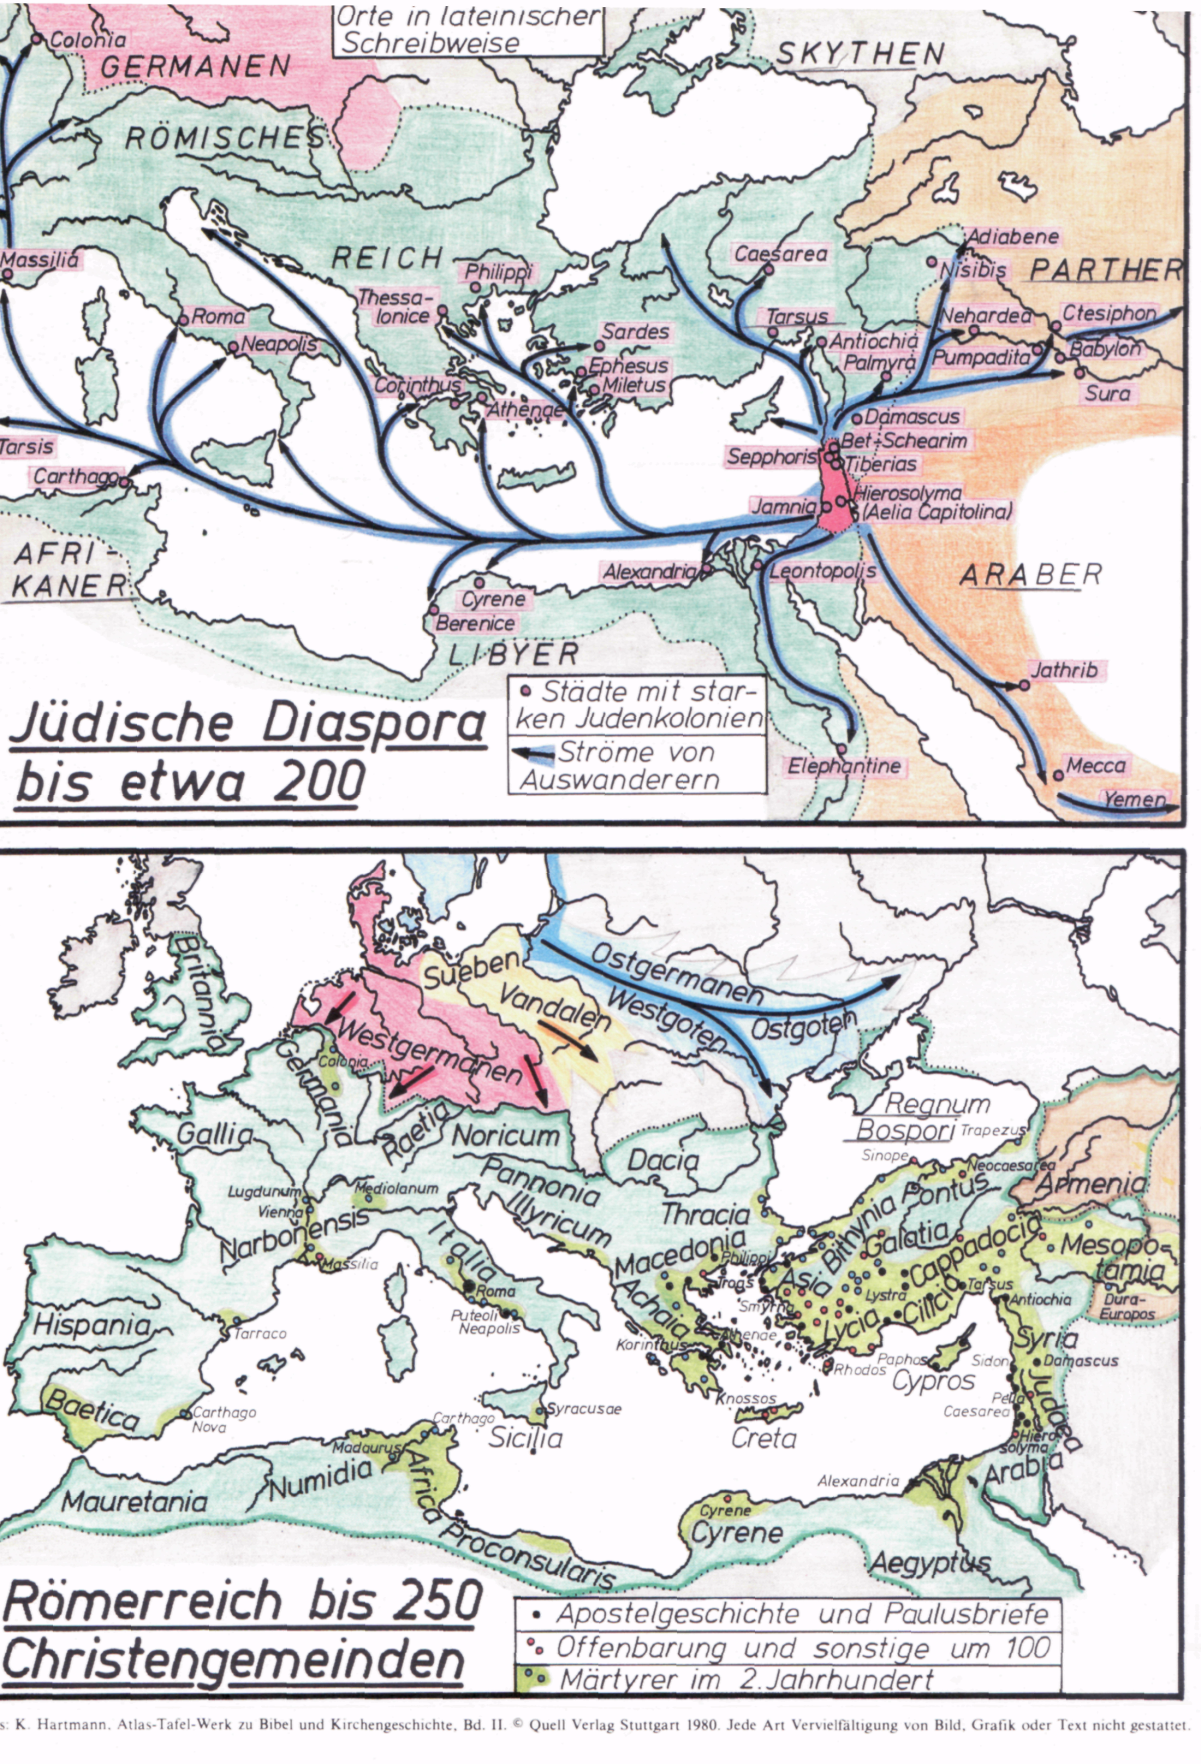 Orte in lateinischer
Schreibweise
SKYTHEN
Colonia
GERMANEN
RÖMISCHES
REICH
Adiabene
Nisibis
PARTHER
Massilia
Caesarea
Philippi
Thessa-
lonice
Roma
Neapolis
Sardes
Tarsus
Antiochia
Nehardea
Ctesiphon
Palmyra
Pumpadita
Babylon
Ephesus
Miletus
Corinthus
Athenae
Sura
Damascus
Tarsis
Carthago
Bet-Schearim
Sepphoris
Tiberias
Jamnia
Hierosolyma
(Aelia Capitolina)
AFRI-
KANER
Alexandria
Leontopolis
ARABER
Cyrene
Berenice
LIBYER
Jathrib
Jüdische Diaspora
bis etwa 200
Städte mit star-
ken Judenkolonien
Ströme von
Auswanderern
Elephantine
Mecca
Yemen
Britannia
Sueben
Vandalen
Ostgermanen
Westgoten
Ostgoten
Westgermanen
Colonia
Germania
Gallia
Raetia
Noricum
Dacia
Regnum
Bospori
Trapezus
Sinope
Neocaesarea
Armenia
Pannonia
Illyricum
Lugdunum
Vienna
Mediolanum
Narbonensis
Massilia
Italia
Thracia
Macedonia
Philippi
Bithynia Pontus
Galatia
Cappadocia
Mesopo-
tamia
Dura-
Europos
Asia
Troas
Smyrna
Lystra
Lycia
Cilicia
Tarsus
Antiochia
Achaia
Korinthus
Athenae
Roma
Puteoli
Neapolis
Hispania
Tarraco
Baetica
Carthago
Nova
Carthago
Syracusae
Sicilia
Knossos
Creta
Rhodos
Paphos
Cypros
Syria
Sidon
Damascus
Judaea
Pella
Caesarea
Hiero-
solyma
Arabia
Madaurus
Numidia
Mauretania
Africa
Proconsularis
Cyrene
Cyrene
Alexandria
Aegyptus
Römerreich bis 250
Christengemeinden
Apostelgeschichte und Paulusbriefe
Offenbarung und sonstige um 100
Märtyrer im 2. Jahrhundert
s: K. Hartmann, Atlas-Tafel-Werk zu Bibel und Kirchengeschichte, Bd. II. © Quell Verlag Stuttgart 1980. Jede Art Vervielfältigung von Bild, Grafik oder Text nicht gestattet.